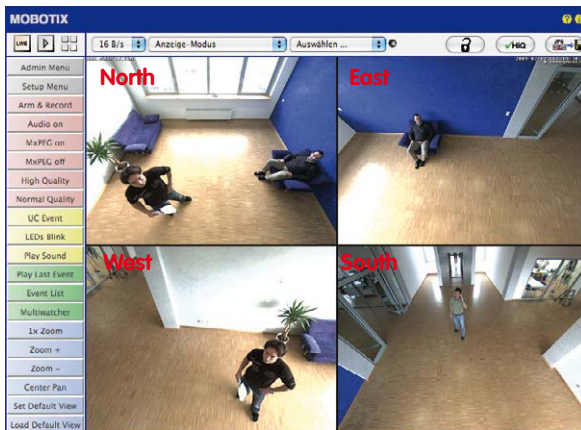 MOBOTIX
LIVE
16 B/s
Anzeige-Modus
Auswählen ...
HiQ
Admin Menu
Setup Menu
Arm & Record
Audio on
MxPEG on
MxPEG off
High Quality
Normal Quality
UC Event
LEDs Blink
Play Sound
Play Last Event
Event List
Multiwatcher
1x Zoom
Zoom +
Zoom –
Center Pan
Set Default View
Load Default View
North
East
West
South